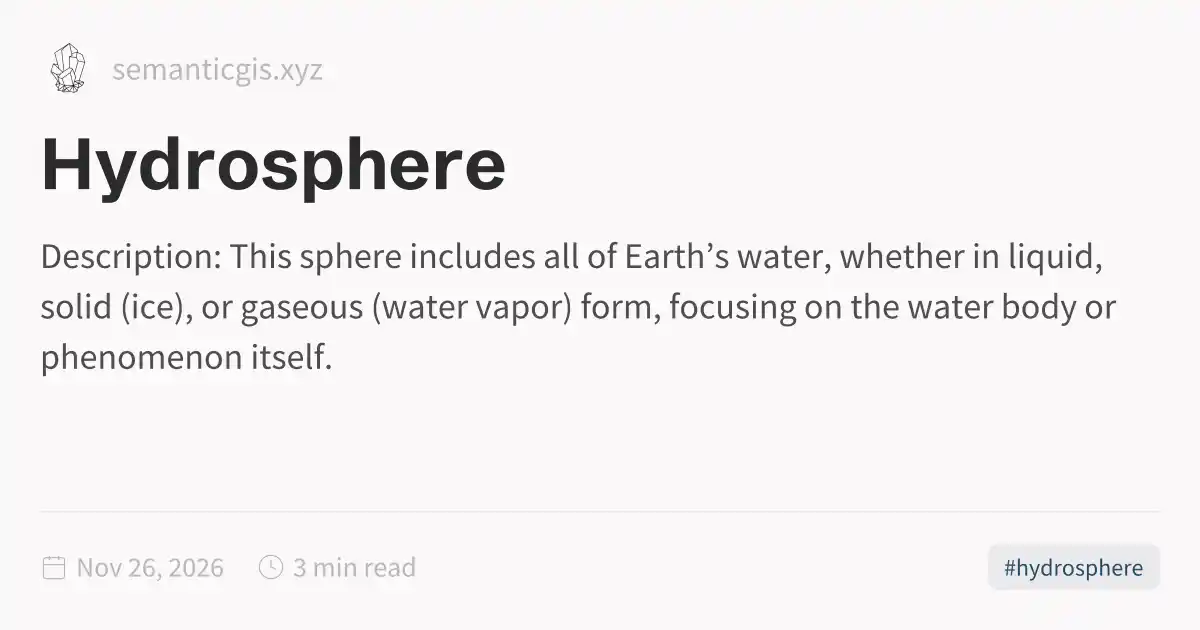 semanticgis.xyz
Hydrosphere
Description: This sphere includes all of Earth’s water, whether in liquid,
solid (ice), or gaseous (water vapor) form, focusing on the water body or
phenomenon itself.
Nov 26, 2026 3 min read #hydrosphere